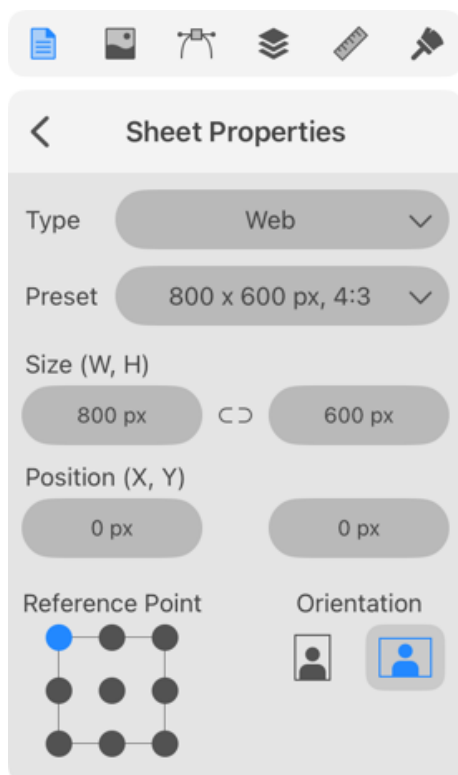 Sheet Properties
Type Web
Preset 800 x 600 px, 4:3
Size (W, H)
800 px 600 px
Position (X, Y)
0 px 0 px
Reference Point Orientation